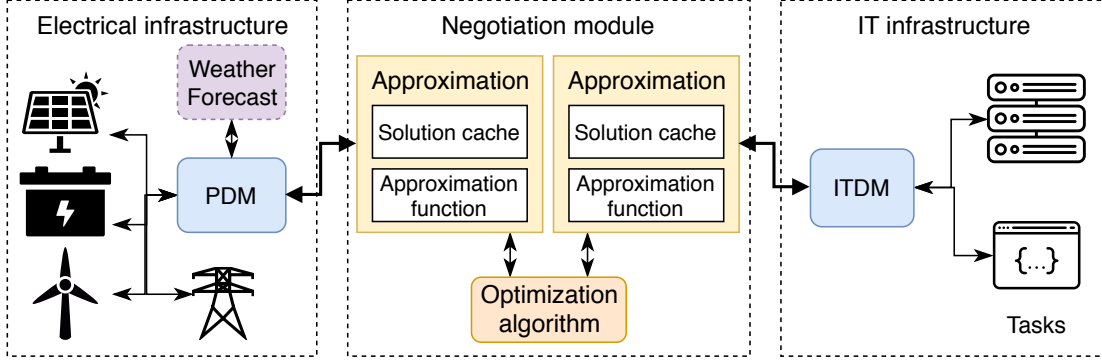 Electrical infrastructure
Weather
Forecast
PDM
Negotiation module
Approximation
Solution cache
Approximation
function
Approximation
Solution cache
Approximation
function
Optimization
algorithm
IT infrastructure
ITDM
{...}
Tasks